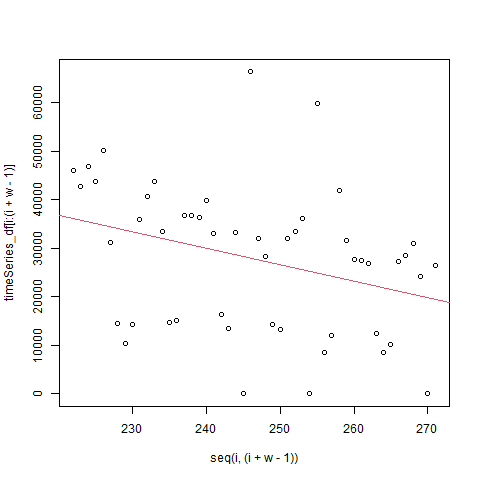 timeSeries_df[i:(i + w - 1)]
60000
50000
40000
30000
20000
10000
0
230 240 250 260 270
seq(i, (i + w - 1))